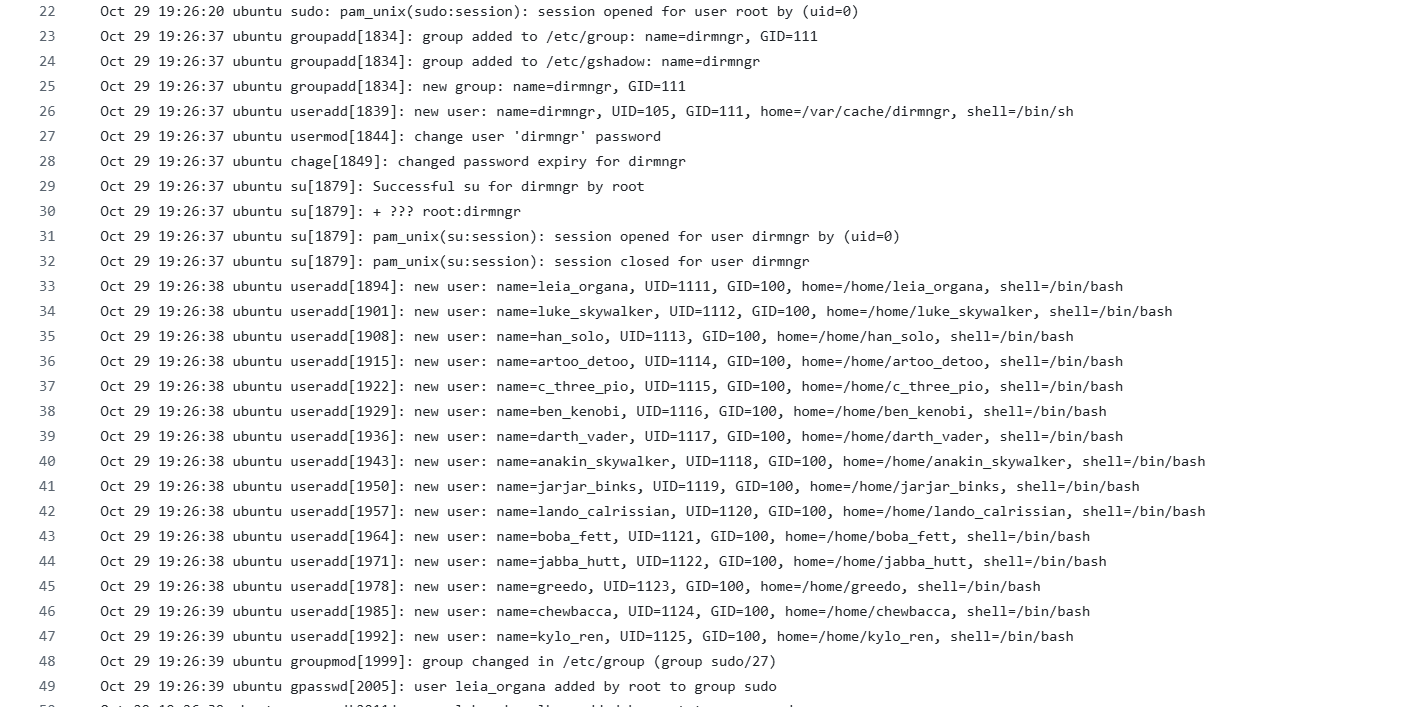 22 Oct 29 19:26:20 ubuntu sudo: pam_unix(sudo:session): session opened for user root by (uid=0)
23 Oct 29 19:26:37 ubuntu groupadd[1834]: group added to /etc/group: name=dirmngr, GID=111
24 Oct 29 19:26:37 ubuntu groupadd[1834]: group added to /etc/gshadow: name=dirmngr
25 Oct 29 19:26:37 ubuntu groupadd[1834]: new group: name=dirmngr, GID=111
26 Oct 29 19:26:37 ubuntu useradd[1839]: new user: name=dirmngr, UID=105, GID=111, home=/var/cache/dirmngr, shell=/bin/sh
27 Oct 29 19:26:37 ubuntu usermod[1844]: change user 'dirmngr' password
28 Oct 29 19:26:37 ubuntu chage[1849]: changed password expiry for dirmngr
29 Oct 29 19:26:37 ubuntu su[1879]: Successful su for dirmngr by root
30 Oct 29 19:26:37 ubuntu su[1879]: + ??? root:dirmngr
31 Oct 29 19:26:37 ubuntu su[1879]: pam_unix(su:session): session opened for user dirmngr by (uid=0)
32 Oct 29 19:26:37 ubuntu su[1879]: pam_unix(su:session): session closed for user dirmngr
33 Oct 29 19:26:38 ubuntu useradd[1894]: new user: name=leia_organa, UID=1111, GID=100, home=/home/leia_organa, shell=/bin/bash
34 Oct 29 19:26:38 ubuntu useradd[1901]: new user: name=luke_skywalker, UID=1112, GID=100, home=/home/luke_skywalker, shell=/bin/bash
35 Oct 29 19:26:38 ubuntu useradd[1908]: new user: name=han_solo, UID=1113, GID=100, home=/home/han_solo, shell=/bin/bash
36 Oct 29 19:26:38 ubuntu useradd[1915]: new user: name=artoo_detoo, UID=1114, GID=100, home=/home/artoo_detoo, shell=/bin/bash
37 Oct 29 19:26:38 ubuntu useradd[1922]: new user: name=c_three_pio, UID=1115, GID=100, home=/home/c_three_pio, shell=/bin/bash
38 Oct 29 19:26:38 ubuntu useradd[1929]: new user: name=ben_kenobi, UID=1116, GID=100, home=/home/ben_kenobi, shell=/bin/bash
39 Oct 29 19:26:38 ubuntu useradd[1936]: new user: name=darth_vader, UID=1117, GID=100, home=/home/darth_vader, shell=/bin/bash
40 Oct 29 19:26:38 ubuntu useradd[1943]: new user: name=anakin_skywalker, UID=1118, GID=100, home=/home/anakin_skywalker, shell=/bin/bash
41 Oct 29 19:26:38 ubuntu useradd[1950]: new user: name=jarjar_binks, UID=1119, GID=100, home=/home/jarjar_binks, shell=/bin/bash
42 Oct 29 19:26:38 ubuntu useradd[1957]: new user: name=lando_calrissian, UID=1120, GID=100, home=/home/lando_calrissian, shell=/bin/bash
43 Oct 29 19:26:38 ubuntu useradd[1964]: new user: name=boba_fett, UID=1121, GID=100, home=/home/boba_fett, shell=/bin/bash
44 Oct 29 19:26:38 ubuntu useradd[1971]: new user: name=jabba_hutt, UID=1122, GID=100, home=/home/jabba_hutt, shell=/bin/bash
45 Oct 29 19:26:38 ubuntu useradd[1978]: new user: name=greedo, UID=1123, GID=100, home=/home/greedo, shell=/bin/bash
46 Oct 29 19:26:39 ubuntu useradd[1985]: new user: name=chewbacca, UID=1124, GID=100, home=/home/chewbacca, shell=/bin/bash
47 Oct 29 19:26:39 ubuntu useradd[1992]: new user: name=kylo_ren, UID=1125, GID=100, home=/home/kylo_ren, shell=/bin/bash
48 Oct 29 19:26:39 ubuntu groupmod[1999]: group changed in /etc/group (group sudo/27)
49 Oct 29 19:26:39 ubuntu gpasswd[2005]: user leia_organa added by root to group sudo